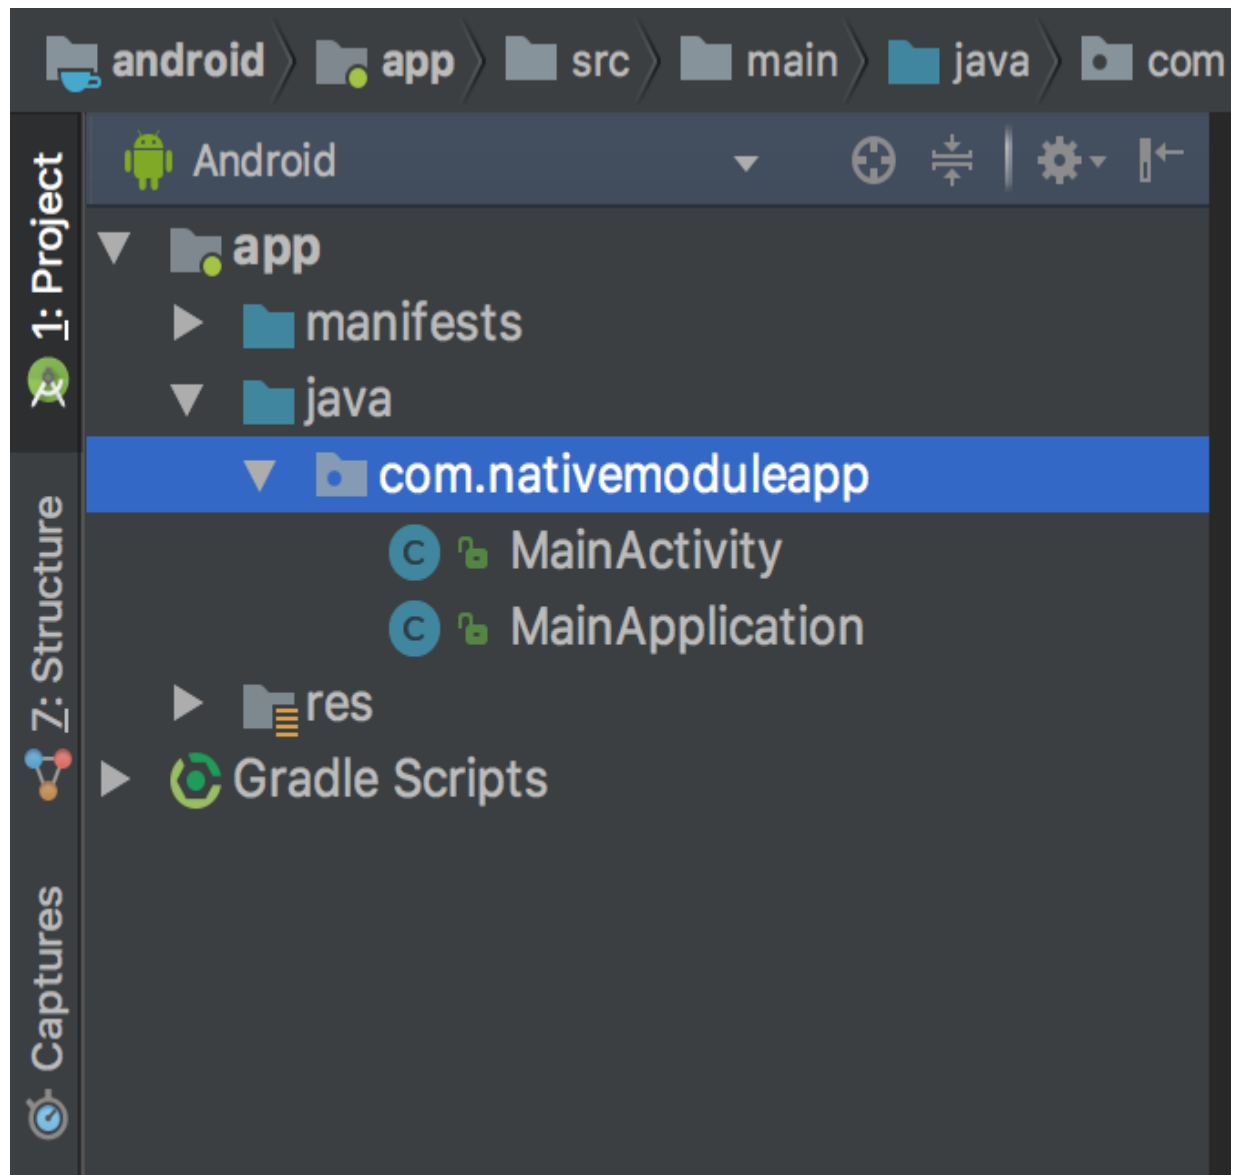 android app src main java com
Android
app
manifests
java
com.nativemoduleapp
MainActivity
MainApplication
res
Gradle Scripts
1: Project
7: Structure
Captures